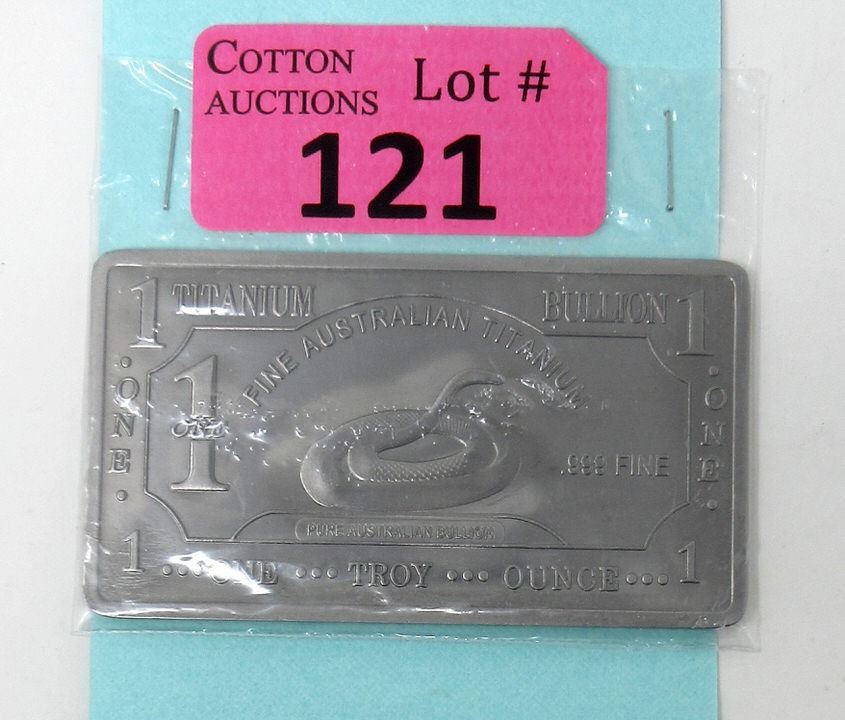 COTTON
AUCTIONS
Lot #
121
1 TITANIUM BULLION 1
FINE AUSTRALIAN TITANIUM
1
ONE
· ONE ·
· ONE ·
.999 FINE
PURE AUSTRALIAN BULLION
1 ••• ONE ••• TROY ••• OUNCE ••• 1